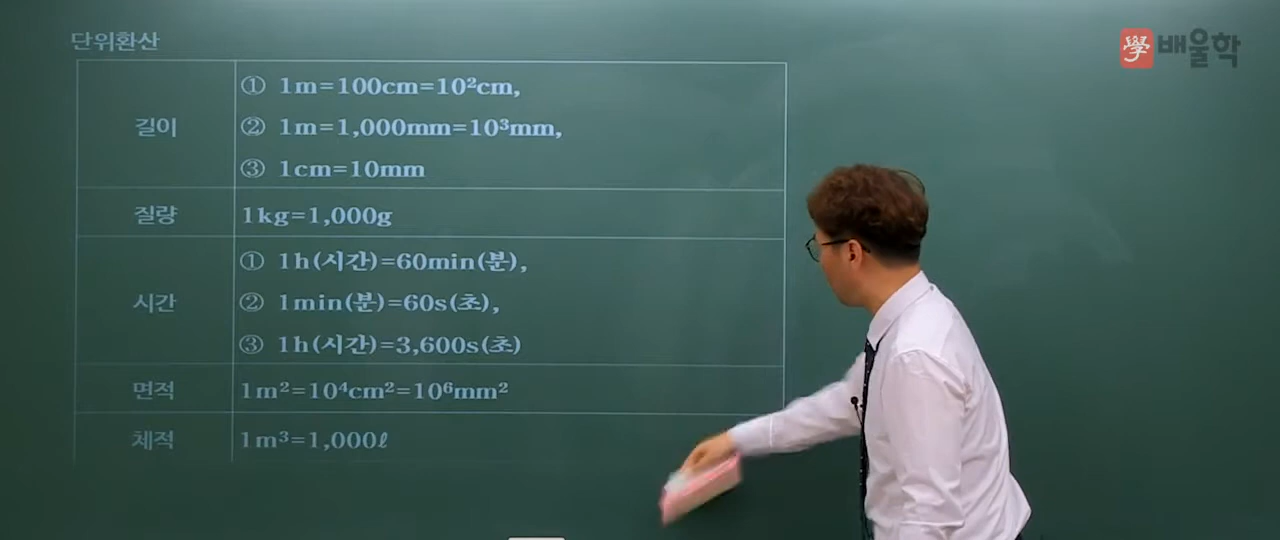 단위환산
學배울학
길이
① 1m=100cm=10²cm,
② 1m=1,000mm=10³mm,
③ 1cm=10mm
질량
1kg=1,000g
시간
① 1h(시간)=60min(분),
② 1min(분)=60s(초),
③ 1h(시간)=3,600s(초)
면적
1m²=10⁴cm²=10⁶mm²
체적
1m³=1,000ℓ